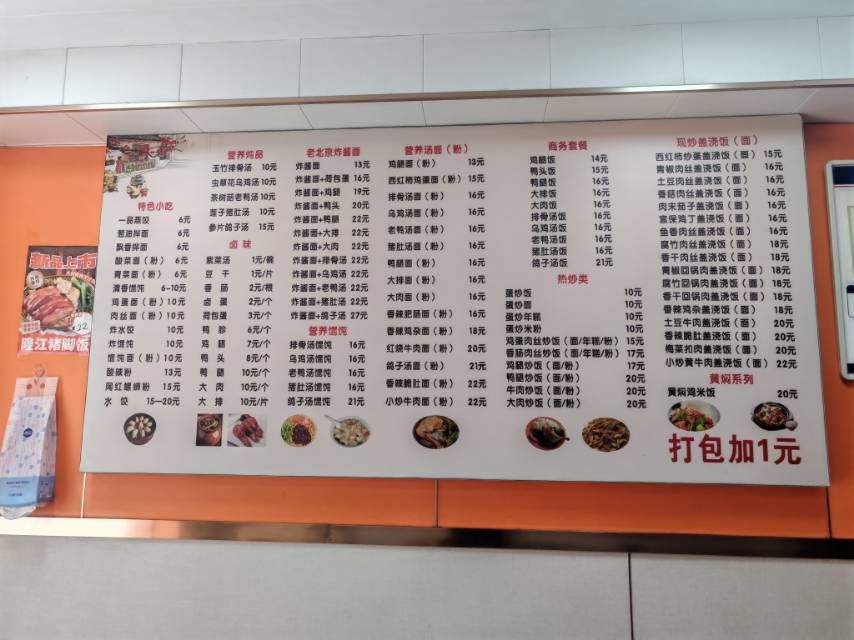 营养炖品
玉竹排骨汤 10元
虫草花乌鸡汤 10元
茶树菇老鸭汤 10元
莲子猪肚汤 10元
参片鸽子汤 15元
特色小吃
一品蒸饺 6元
葱油拌面 6元
飘香拌面 6元
酸菜面（粉） 6元
青菜面（粉） 6元
清香馄饨 6-10元
鸡蛋面（粉）10元
肉丝面（粉）10元
炸水饺 10元
炸馄饨 10元
馄饨面（粉）10元
酸辣粉 13元
网红螺蛳粉 15元
水饺 15—20元
卤味
紫菜汤 1元/碗
豆干 1元/片
香肠 2元/根
卤蛋 2元/个
荷包蛋 3元/个
鸭胗 6元/个
鸡腿 7元/个
鸭头 8元/个
鸭腿 10元/个
大肉 10元/个
大排 10元/片
老北京炸酱面
炸酱面 13元
炸酱面+荷包蛋 16元
炸酱面+鸡腿 19元
炸酱面+鸭头 20元
炸酱面+鸭腿 22元
炸酱面+大排 22元
炸酱面+大肉 22元
炸酱面+排骨汤 22元
炸酱面+乌鸡汤 22元
炸酱面+老鸭汤 22元
炸酱面+猪肚汤 22元
炸酱面+鸽子汤 27元
营养馄饨
排骨汤馄饨 16元
乌鸡汤馄饨 16元
老鸭汤馄饨 16元
猪肚汤馄饨 16元
鸽子汤馄饨 21元
营养汤面（粉）
鸡腿面（粉） 13元
西红柿鸡蛋面（粉） 15元
排骨汤面（粉） 16元
乌鸡汤面（粉） 16元
老鸭汤面（粉） 16元
猪肚汤面（粉） 16元
鸭腿面（粉） 16元
大排面（粉） 16元
大肉面（粉） 16元
香辣肥肠面（粉） 16元
香辣鸡杂面（粉） 16元
红烧牛肉面（粉） 20元
鸽子汤面（粉） 21元
香辣脆肚面（粉） 22元
小炒牛肉面（粉） 22元
商务套餐
鸡腿饭 14元
鸭头饭 15元
鸭腿饭 16元
大排饭 16元
大肉饭 16元
排骨汤饭 16元
乌鸡汤饭 16元
老鸭汤饭 16元
猪肚汤饭 16元
鸽子汤饭 21元
热炒类
蛋炒饭 10元
蛋炒面 10元
蛋炒年糕 10元
蛋炒米粉 10元
鸡蛋肉丝炒饭（面/年糕/粉）15元
香肠肉丝炒饭（面/年糕/粉）17元
鸡腿炒饭（面/粉） 17元
鸭腿炒饭（面/粉） 20元
牛肉炒饭（面/粉） 20元
大肉炒饭（面/粉） 20元
现炒盖浇饭（面）
西红柿炒蛋盖浇饭（面）15元
青椒肉丝盖浇饭（面） 16元
土豆肉丝盖浇饭（面） 16元
香菇肉丝盖浇饭（面） 16元
肉末茄子盖浇饭（面） 16元
宫保鸡丁盖浇饭（面） 16元
鱼香肉丝盖浇饭（面） 16元
腐竹肉丝盖浇饭（面） 18元
香干肉丝盖浇饭（面） 18元
青椒回锅肉盖浇饭（面）18元
腐竹回锅肉盖浇饭（面）18元
香干回锅肉盖浇饭（面）18元
香辣鸡杂盖浇饭（面） 18元
土豆牛肉盖浇饭（面） 20元
香辣脆肚盖浇饭（面） 20元
梅菜扣肉盖浇饭（面） 20元
小炒黄牛肉盖浇饭（面） 22元
黄焖系列
黄焖鸡米饭 20元
打包加1元
新品上市
22
隆江猪脚饭